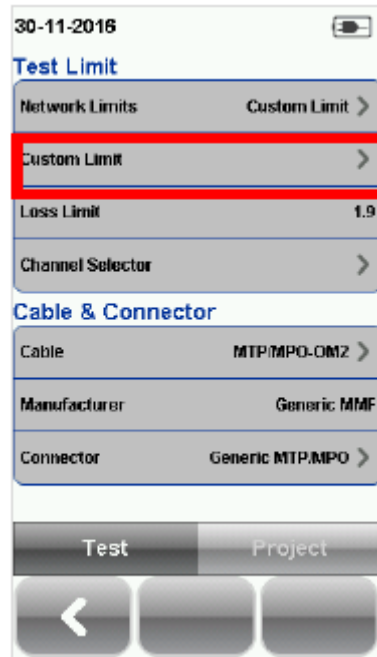 30-11-2016
Test Limit
Network Limits Custom Limit
Custom Limit
Loss Limit 1.9
Channel Selector
Cable & Connector
Cable MTP/MPO-OM2
Manufacturer Generic MMF
Connector Generic MTP/MPO
Test Project